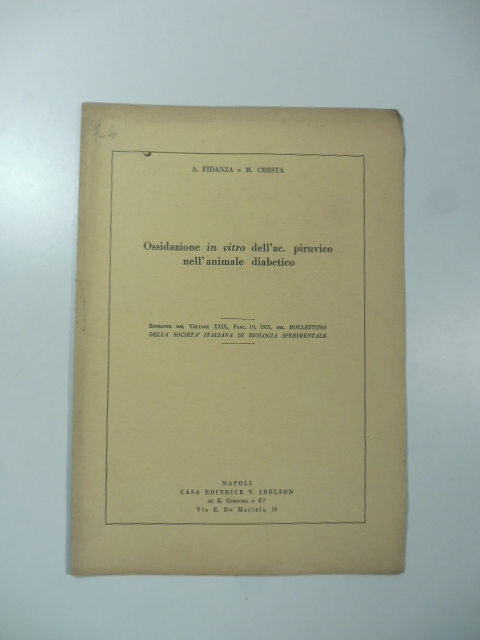 A. FIDANZA e M. CRESTA
Ossidazione in vitro dell'ac. piruvico
nell'animale diabetico
ESTRATTO DAL VOLUME XXIX, FASC. 10, 1953, DEL BOLLETTINO
DELLA SOCIETA' ITALIANA DI BIOLOGIA SPERIMENTALE
NAPOLI
CASA EDITRICE V. IDELSON
DI E. GNOCCHI e F.º
Via E. De Marinis,